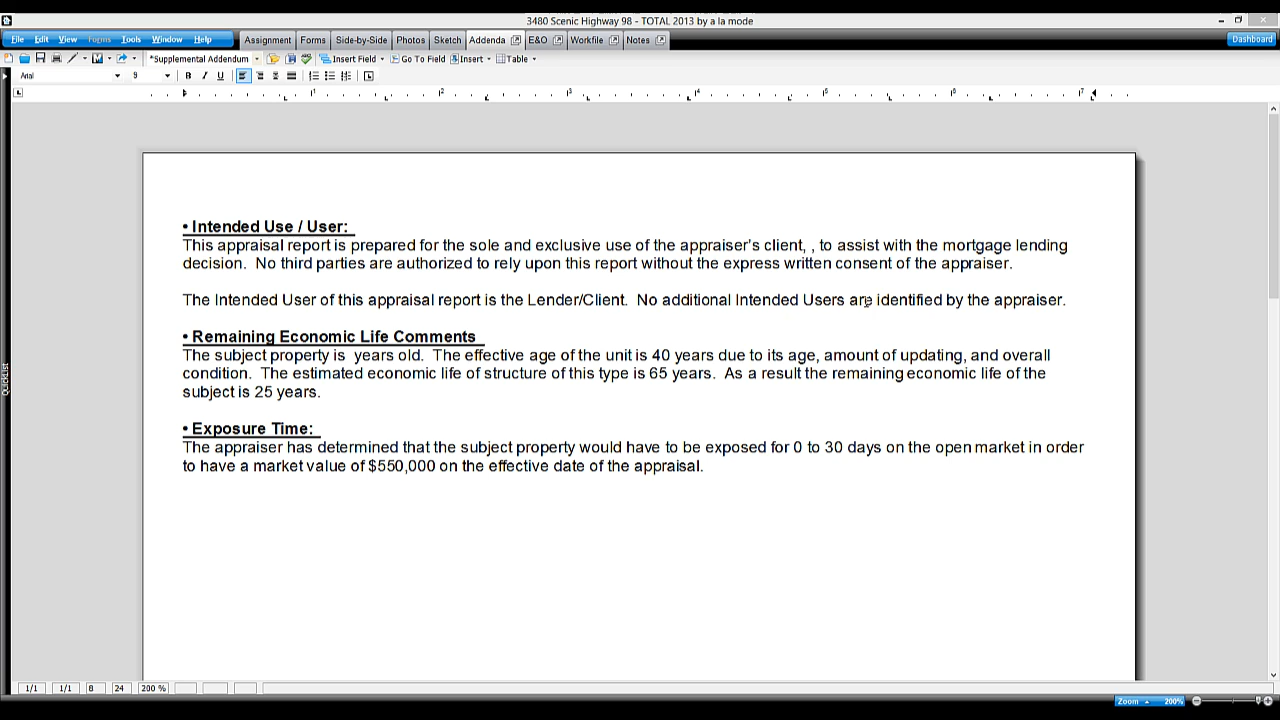 3480 Scenic Highway 98 - TOTAL 2013 by a la mode
File Edit View Forms Tools Window Help Assignment Forms Side-by-Side Photos Sketch Addenda E&O Workfile Notes Dashboard
*Supplemental Addendum Insert Field Go To Field Insert Table
Arial 9 B I U
1 2 3 4 5 6 7
• Intended Use / User:
This appraisal report is prepared for the sole and exclusive use of the appraiser's client, , to assist with the mortgage lending
decision. No third parties are authorized to rely upon this report without the express written consent of the appraiser.
The Intended User of this appraisal report is the Lender/Client. No additional Intended Users are identified by the appraiser.
• Remaining Economic Life Comments
The subject property is years old. The effective age of the unit is 40 years due to its age, amount of updating, and overall
condition. The estimated economic life of structure of this type is 65 years. As a result the remaining economic life of the
subject is 25 years.
• Exposure Time:
The appraiser has determined that the subject property would have to be exposed for 0 to 30 days on the open market in order
to have a market value of $550,000 on the effective date of the appraisal.
QuickList
1/1 1/1 8 24 200 %
Zoom 200%